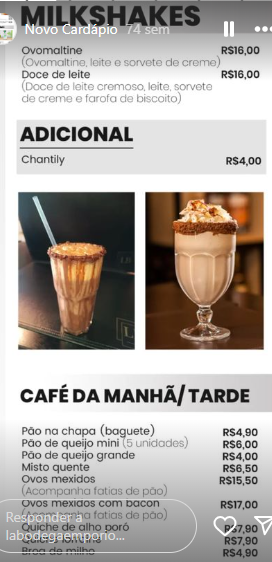 MILKSHAKES
Novo Cardápio 74 sem
Ovomaltine R$16,00
(Ovomaltine, leite e sorvete de creme)
Doce de leite R$16,00
(Doce de leite cremoso, leite, sorvete
de creme e farofa de biscoito)
ADICIONAL
Chantily R$4,00
CAFÉ DA MANHÃ/ TARDE
Pão na chapa (baguete) R$4,90
Pão de queijo mini (5 unidades) R$6,00
Pão de queijo grande R$4,00
Misto quente R$6,50
Ovos mexidos R$15,50
(Acompanha fatias de pão)
Ovos mexidos com bacon R$17,00
(Acompanha fatias de pão)
Responder a
Quiche de alho poró R$7,90
labodegaemporio...
R$7,90
Broa de milho R$4,90